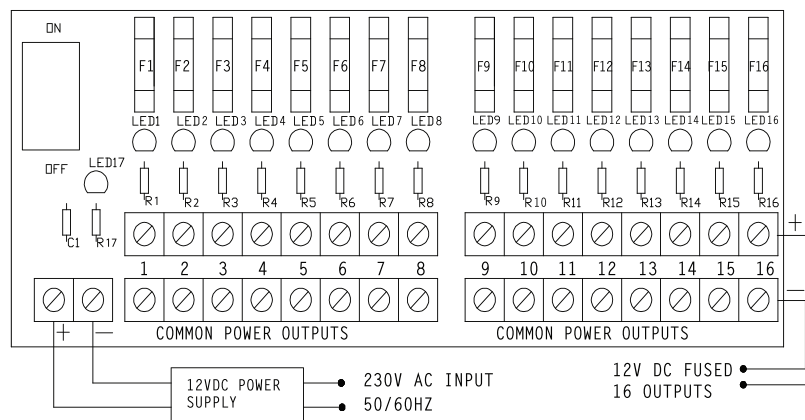 ON
F1 F2 F3 F4 F5 F6 F7 F8 F9 F10 F11 F12 F13 F14 F15 F16
LED1 LED2 LED3 LED4 LED5 LED6 LED7 LED8 LED9 LED10 LED11 LED12 LED13 LED14 LED15 LED16
OFF
LED17
R1 R2 R3 R4 R5 R6 R7 R8 R9 R10 R11 R12 R13 R14 R15 R16
C1 R17
+
1 2 3 4 5 6 7 8 9 10 11 12 13 14 15 16
—
+ —
COMMON POWER OUTPUTS COMMON POWER OUTPUTS
12VDC POWER
SUPPLY
230V AC INPUT
50/60HZ
12V DC FUSED
16 OUTPUTS